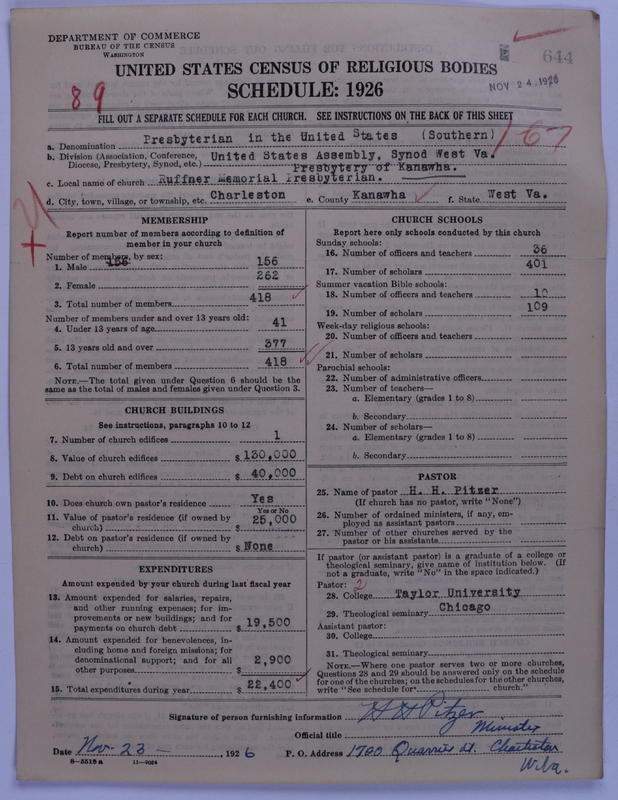 DEPARTMENT OF COMMERCE
BUREAU OF THE CENSUS
WASHINGTON
644
NOV 24 1926
UNITED STATES CENSUS OF RELIGIOUS BODIES
SCHEDULE: 1926
89
FILL OUT A SEPARATE SCHEDULE FOR EACH CHURCH. SEE INSTRUCTIONS ON THE BACK OF THIS SHEET
a. Denomination Presbyterian in the United States (Southern)
167
b. Division (Association, Conference, Diocese, Presbytery, Synod, etc.) United States Assembly, Synod West Va.
Presbytery of Kanawha.
c. Local name of church Ruffner Memorial Presbyterian.
d. City, town, village, or township, etc. Charleston e. County Kanawha f. State West Va.
MEMBERSHIP
Report number of members according to definition of
member in your church
Number of members, by sex:
1. Male 156 156
2. Female 262
3. Total number of members 418
Number of members under and over 13 years old:
4. Under 13 years of age 41
5. 13 years old and over 377
6. Total number of members 418
NOTE.—The total given under Question 6 should be the
same as the total of males and females given under Question 3.
CHURCH BUILDINGS
See instructions, paragraphs 10 to 12
7. Number of church edifices 1
8. Value of church edifices $ 130,000
9. Debt on church edifices $ 40,000
10. Does church own pastor's residence Yes
Yes or No
11. Value of pastor's residence (if owned by
church) $ 25,000
12. Debt on pastor's residence (if owned by
church) $ None
EXPENDITURES
Amount expended by your church during last fiscal year
13. Amount expended for salaries, repairs,
and other running expenses; for im-
provements or new buildings; and for
payments on church debt $ 19,500
14. Amount expended for benevolences, in-
cluding home and foreign missions; for
denominational support; and for all
other purposes $ 2,900
15. Total expenditures during year $ 22,400
CHURCH SCHOOLS
Report here only schools conducted by this church
Sunday schools:
16. Number of officers and teachers 36
17. Number of scholars 401
Summer vacation Bible schools:
18. Number of officers and teachers 10
19. Number of scholars 109
Week-day religious schools:
20. Number of officers and teachers
21. Number of scholars
Parochial schools:
22. Number of administrative officers
23. Number of teachers—
a. Elementary (grades 1 to 8)
b. Secondary
24. Number of scholars—
a. Elementary (grades 1 to 8)
b. Secondary
PASTOR
25. Name of pastor H. H. Pitzer
(If church has no pastor, write "None")
26. Number of ordained ministers, if any, em-
ployed as assistant pastors
27. Number of other churches served by the
pastor or his assistants
If pastor (or assistant pastor) is a graduate of a college or
theological seminary, give name of institution below. (If
not a graduate, write "No" in the space indicated.)
Pastor: 2
28. College Taylor University
29. Theological seminary Chicago
Assistant pastor:
30. College
31. Theological seminary
NOTE.—Where one pastor serves two or more churches,
Questions 28 and 29 should be answered only on the schedule
for one of the churches; on the schedules for the other churches,
write "See schedule for church."
Signature of person furnishing information H H Pitzer
Official title Minister
Date Nov 23 —, 1926 P. O. Address 1720 Quarrier St. Charleston
W.Va.
8—5518 a 11—9024